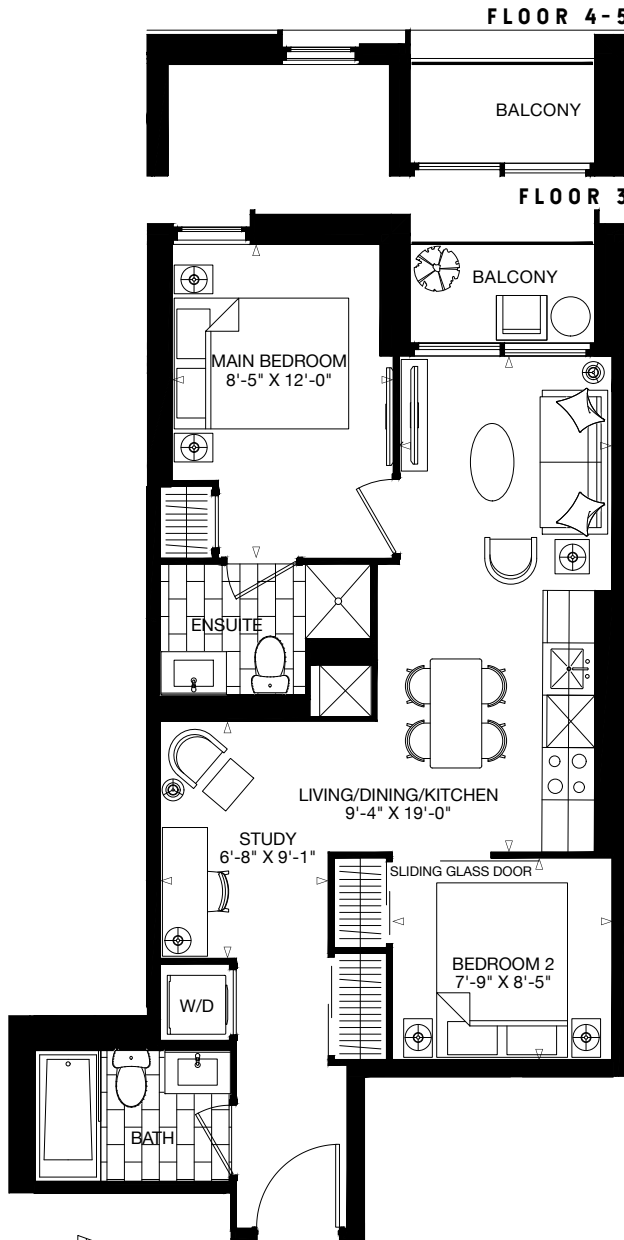 FLOOR 4-5
BALCONY
FLOOR 3
BALCONY
MAIN BEDROOM
8'-5" X 12'-0"
ENSUITE
LIVING/DINING/KITCHEN
9'-4" X 19'-0"
STUDY
6'-8" X 9'-1"
SLIDING GLASS DOOR
BEDROOM 2
7'-9" X 8'-5"
W/D
BATH